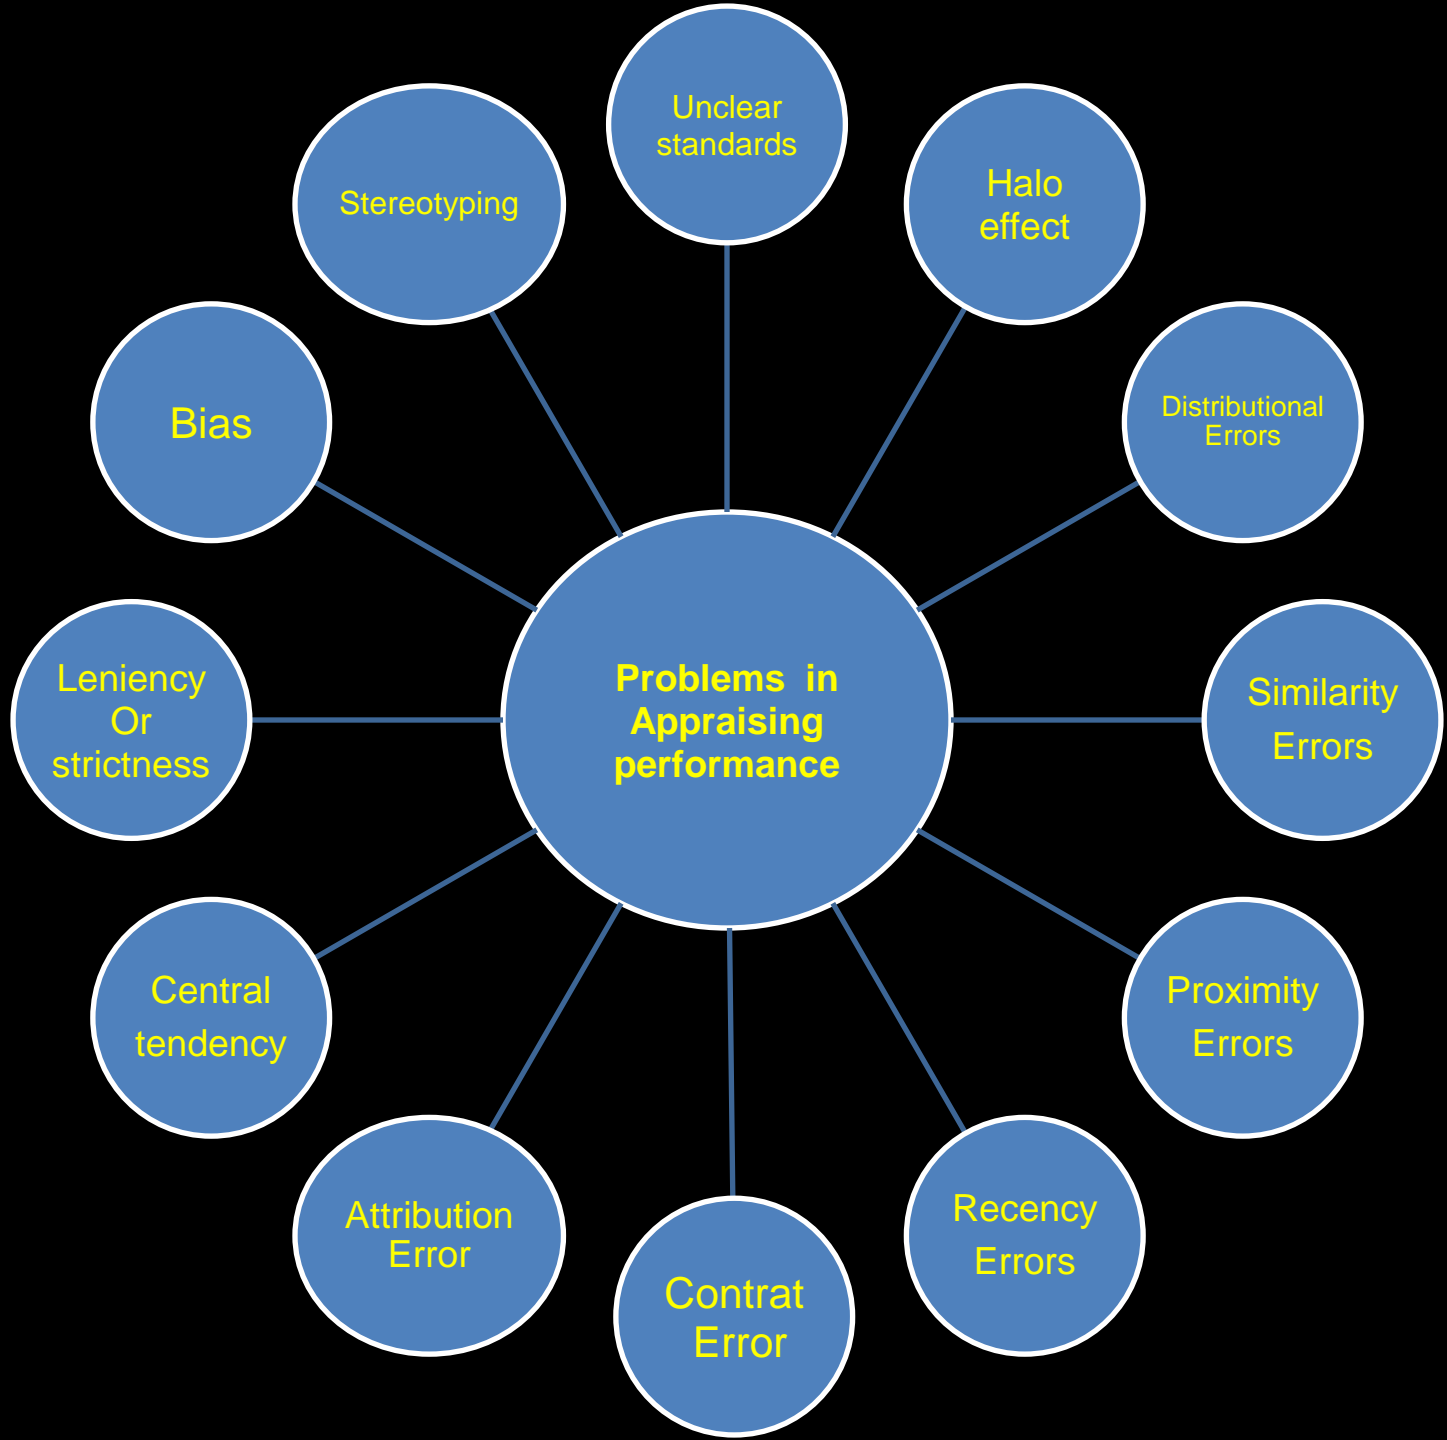 Unclear
standards
Halo
effect
Distributional
Errors
Similarity
Errors
Proximity
Errors
Recency
Errors
Contrat
Error
Attribution
Error
Central
tendency
Leniency
Or
strictness
Bias
Stereotyping
Problems in
Appraising
performance